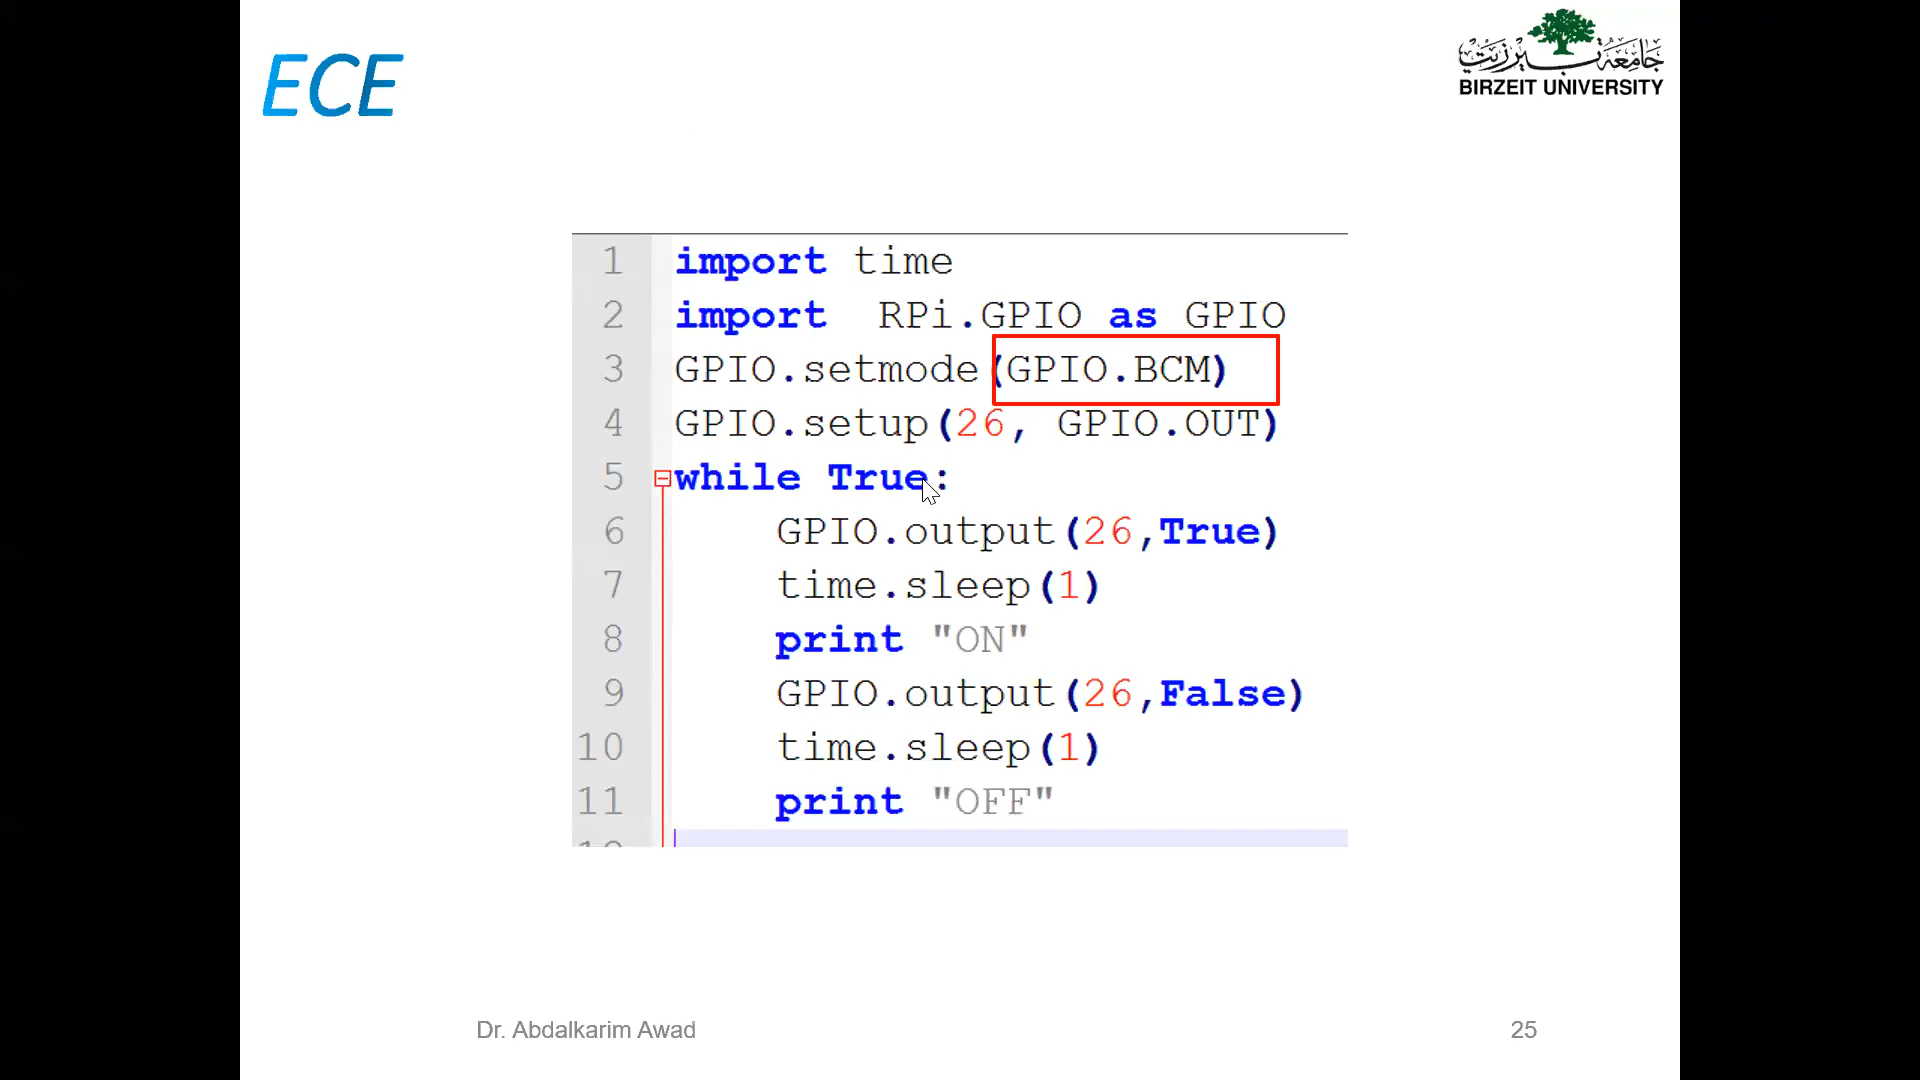 ECE
جامعة بيرزيت
BIRZEIT UNIVERSITY
1 import time
2 import  RPi.GPIO as GPIO
3 GPIO.setmode(GPIO.BCM)
4 GPIO.setup(26, GPIO.OUT)
5 while True:
6     GPIO.output(26,True)
7     time.sleep(1)
8     print "ON"
9     GPIO.output(26,False)
10     time.sleep(1)
11     print "OFF"
Dr. Abdalkarim Awad
25